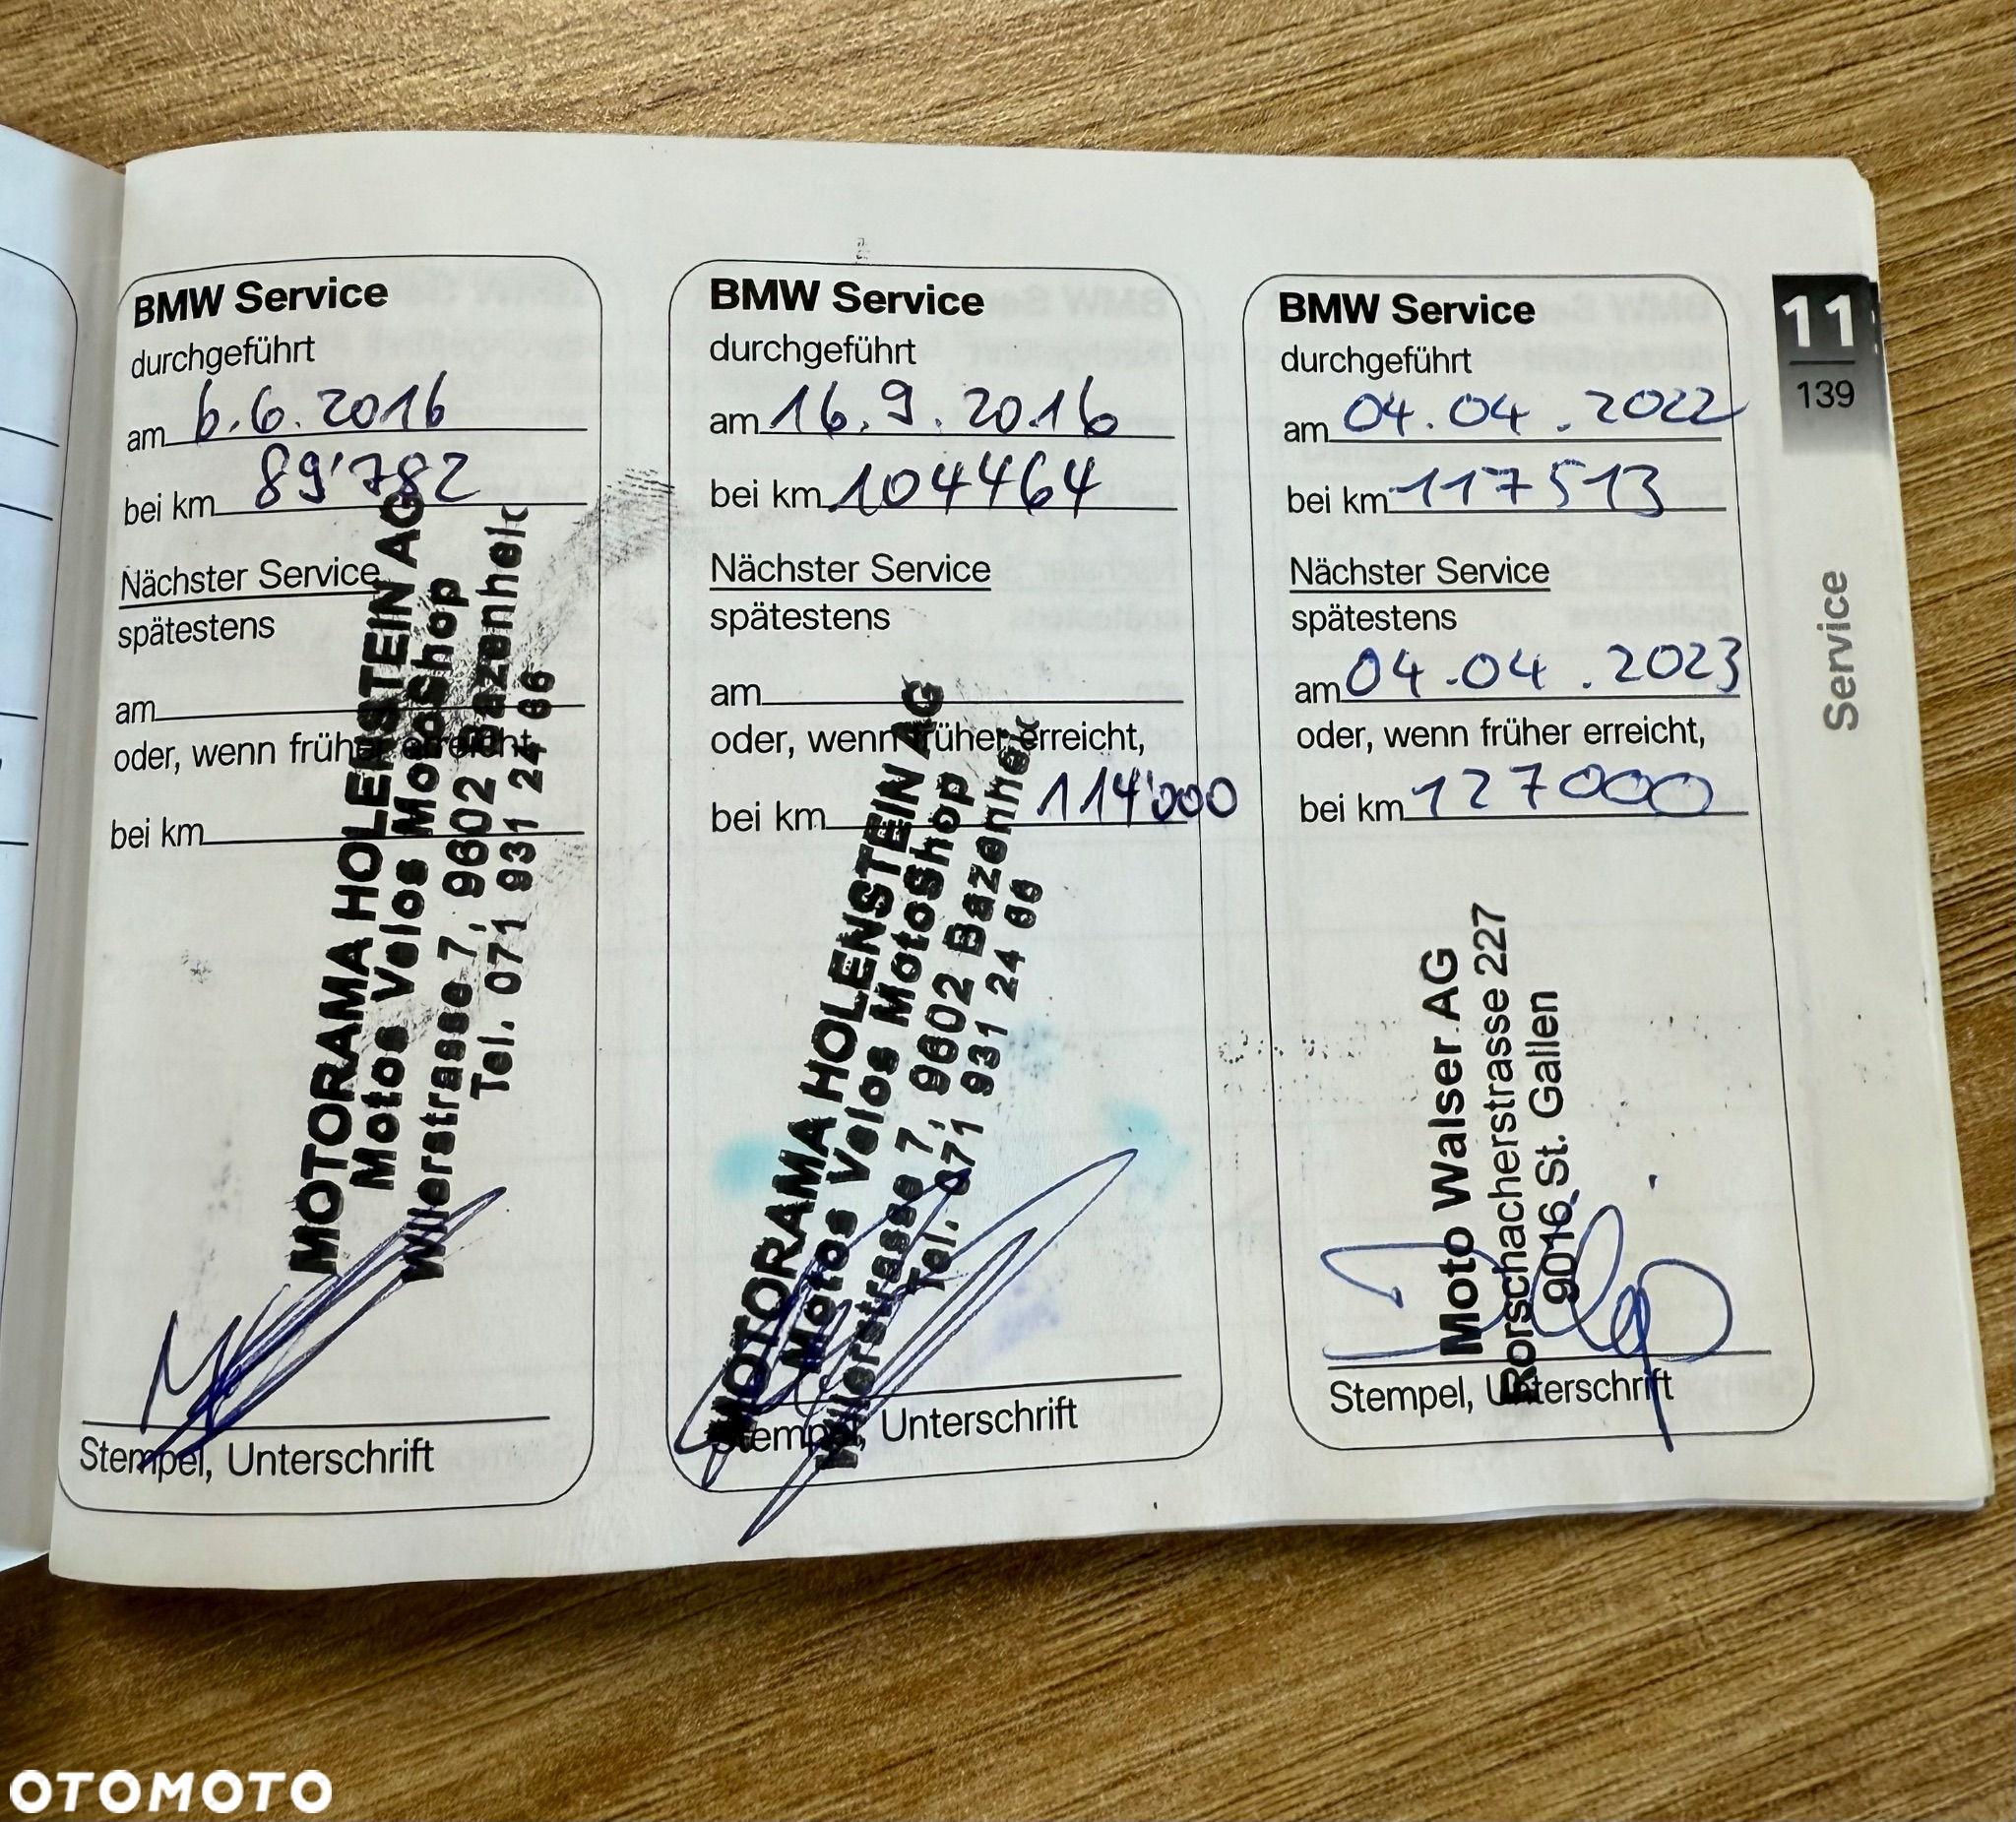 BMW Service
durchgeführt
am 6.6.2016
bei km 89'782
Nächster Service
spätestens
am
oder, wenn früher erreicht,
bei km
MOTORAMA HOLENSTEIN AG
Motos Velos Motoshop
Wilerstrasse 7, 9602 Bazenheid
Tel. 071 931 24 66
Stempel, Unterschrift
BMW Service
durchgeführt
am 16.9.2016
bei km 104464
Nächster Service
spätestens
am
oder, wenn früher erreicht,
bei km 114'000
MOTORAMA HOLENSTEIN AG
Motos Velos Motoshop
Wilerstrasse 7, 9602 Bazenheid
Tel. 071 931 24 66
Stempel, Unterschrift
BMW Service
durchgeführt
am 04.04.2022
bei km 117513
Nächster Service
spätestens
am 04.04.2023
oder, wenn früher erreicht,
bei km 127000
Moto Walser AG
Rorschacherstrasse 227
9016 St. Gallen
Stempel, Unterschrift
11
139
Service
OTOMOTO